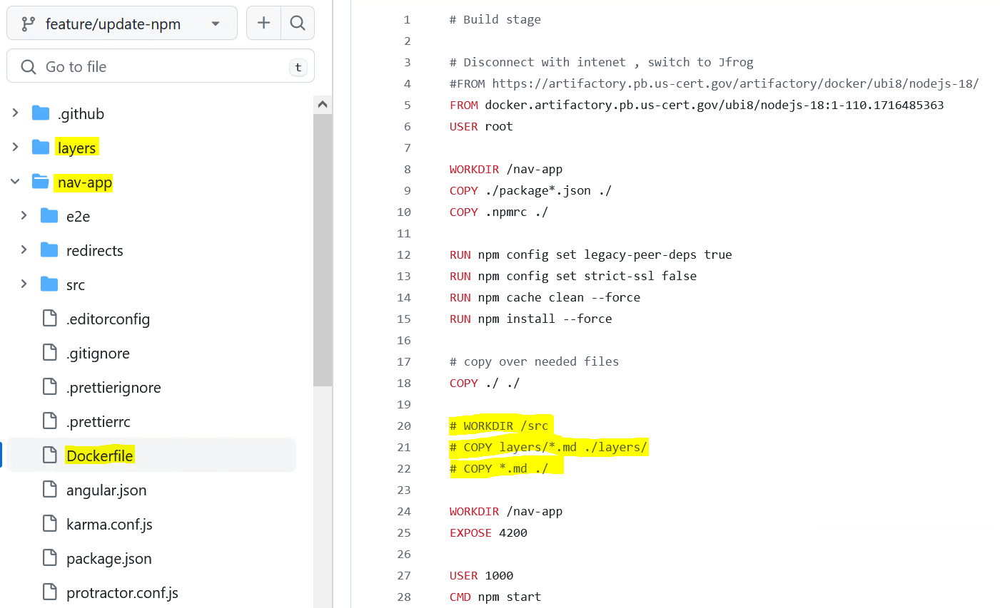 feature/update-npm
Go to file
t
.github
layers
nav-app
e2e
redirects
src
.editorconfig
.gitignore
.prettierignore
.prettierrc
Dockerfile
angular.json
karma.conf.js
package.json
protractor.conf.js
1 # Build stage
2
3 # Disconnect with intenet , switch to Jfrog
4 #FROM https://artifactory.pb.us-cert.gov/artifactory/docker/ubi8/nodejs-18/
5 FROM docker.artifactory.pb.us-cert.gov/ubi8/nodejs-18:1-110.1716485363
6 USER root
7
8 WORKDIR /nav-app
9 COPY ./package*.json ./
10 COPY .npmrc ./
11
12 RUN npm config set legacy-peer-deps true
13 RUN npm config set strict-ssl false
14 RUN npm cache clean --force
15 RUN npm install --force
16
17 # copy over needed files
18 COPY ./ ./
19
20 # WORKDIR /src
21 # COPY layers/*.md ./layers/
22 # COPY *.md ./
23
24 WORKDIR /nav-app
25 EXPOSE 4200
26
27 USER 1000
28 CMD npm start